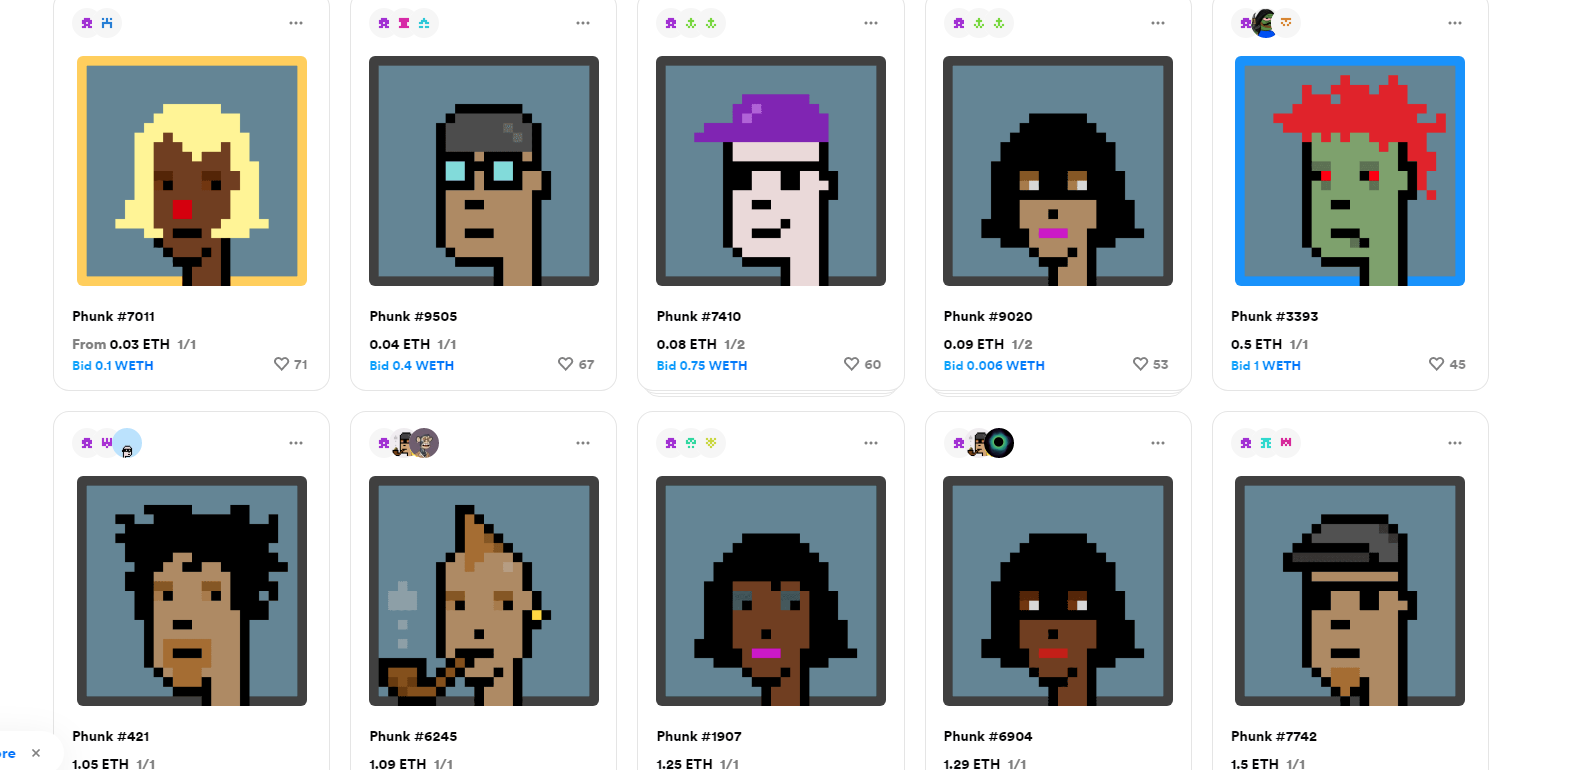 Phunk #7011
From 0.03 ETH 1/1
Bid 0.1 WETH
71
Phunk #9505
0.04 ETH 1/1
Bid 0.4 WETH
67
Phunk #7410
0.08 ETH 1/2
Bid 0.75 WETH
60
Phunk #9020
0.09 ETH 1/2
Bid 0.006 WETH
53
Phunk #3393
0.5 ETH 1/1
Bid 1 WETH
45
Phunk #421
1.05 ETH 1/1
Phunk #6245
1.09 ETH 1/1
Phunk #1907
1.25 ETH 1/1
Phunk #6904
1.29 ETH 1/1
Phunk #7742
1.5 ETH 1/1